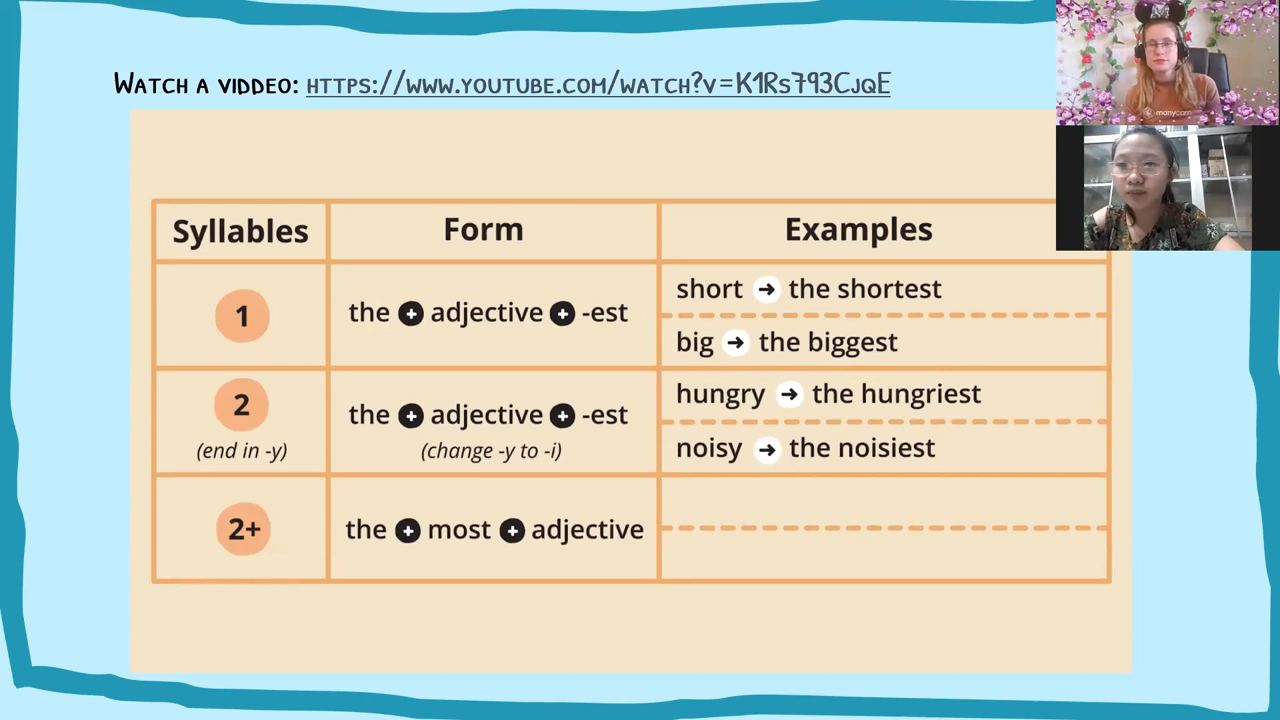 WATCH A VIDDEO: HTTPS://WWW.YOUTUBE.COM/WATCH?V=K1RS793CJQE
manycam
Syllables Form Examples
1 the + adjective + -est short → the shortest
big → the biggest
2 the + adjective + -est hungry → the hungriest
(end in -y) (change -y to -i) noisy → the noisiest
2+ the + most + adjective